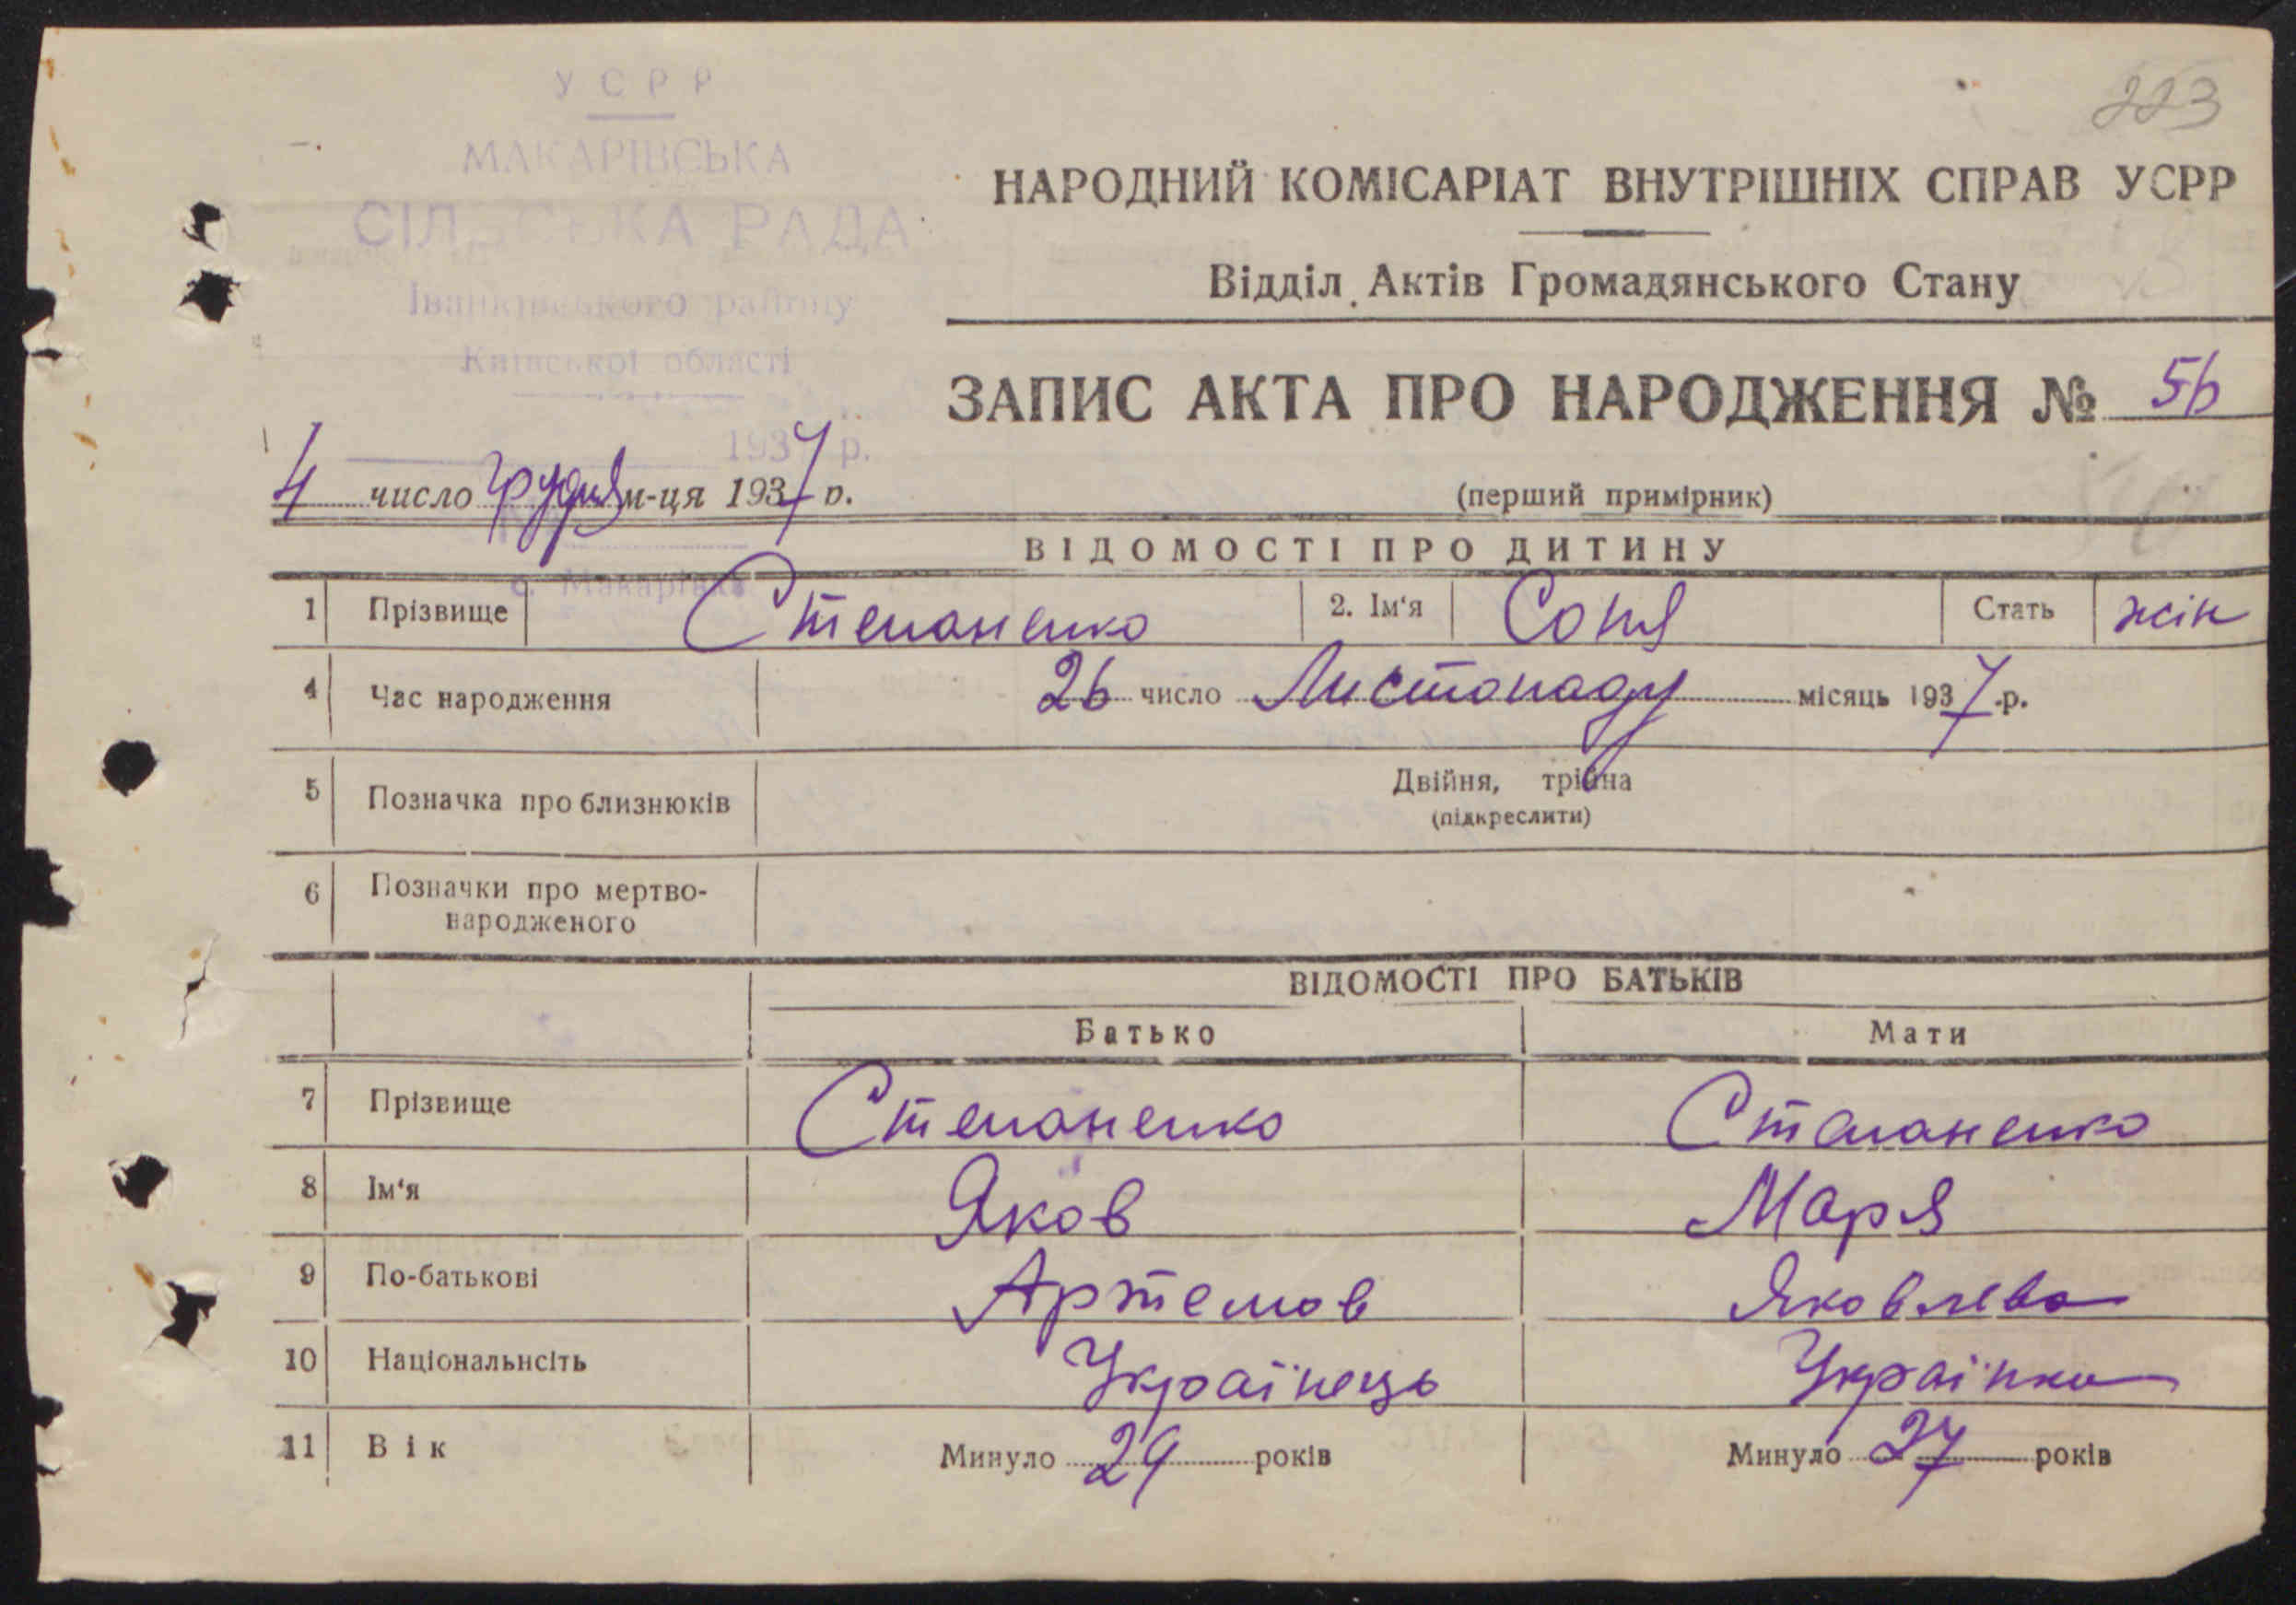 УСРР
223
МАКАРІВСЬКА
СІЛЬСЬКА РАДА
Іванківського району
Київської області
1937 р.
с. Макарівка
НАРОДНИЙ КОМІСАРІАТ ВНУТРІШНІХ СПРАВ УСРР
Відділ Актів Громадянського Стану
ЗАПИС АКТА ПРО НАРОДЖЕННЯ № 56
4 число грудня м-ця 1937 р.
(перший примірник)
ВІДОМОСТІ ПРО ДИТИНУ
1 Прізвище Степаненко 2. Ім‘я Соня Стать жін
4 Час народження 26 число Листопаду місяць 1937 р.
5 Позначка про близнюків Двійня, трійна
(підкреслити)
6 Позначки про мертво-
народженого
ВІДОМОСТІ ПРО БАТЬКІВ
Батько Мати
7 Прізвище Степаненко Степаненко
8 Ім‘я Яков Маря
9 По-батькові Артемов Яковлева
10 Національнсіть Українець Українка
11 Вік Минуло 29 років Минуло 27 років